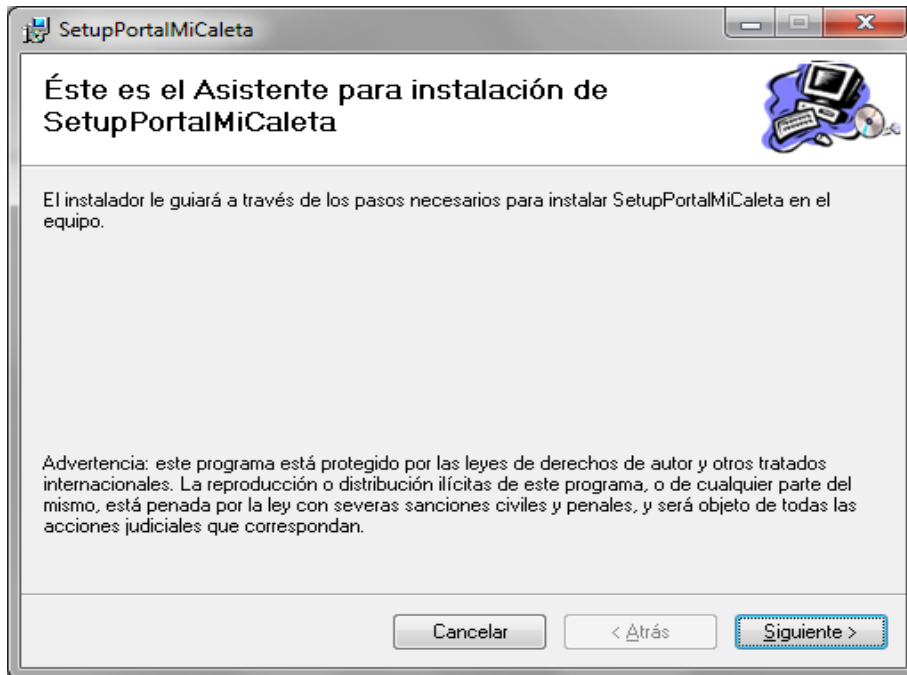 SetupPortalMiCaleta
Éste es el Asistente para instalación de
SetupPortalMiCaleta
El instalador le guiará a través de los pasos necesarios para instalar SetupPortalMiCaleta en el
equipo.
Advertencia: este programa está protegido por las leyes de derechos de autor y otros tratados
internacionales. La reproducción o distribución ilícitas de este programa, o de cualquier parte del
mismo, está penada por la ley con severas sanciones civiles y penales, y será objeto de todas las
acciones judiciales que correspondan.
Cancelar < Atrás Siguiente >